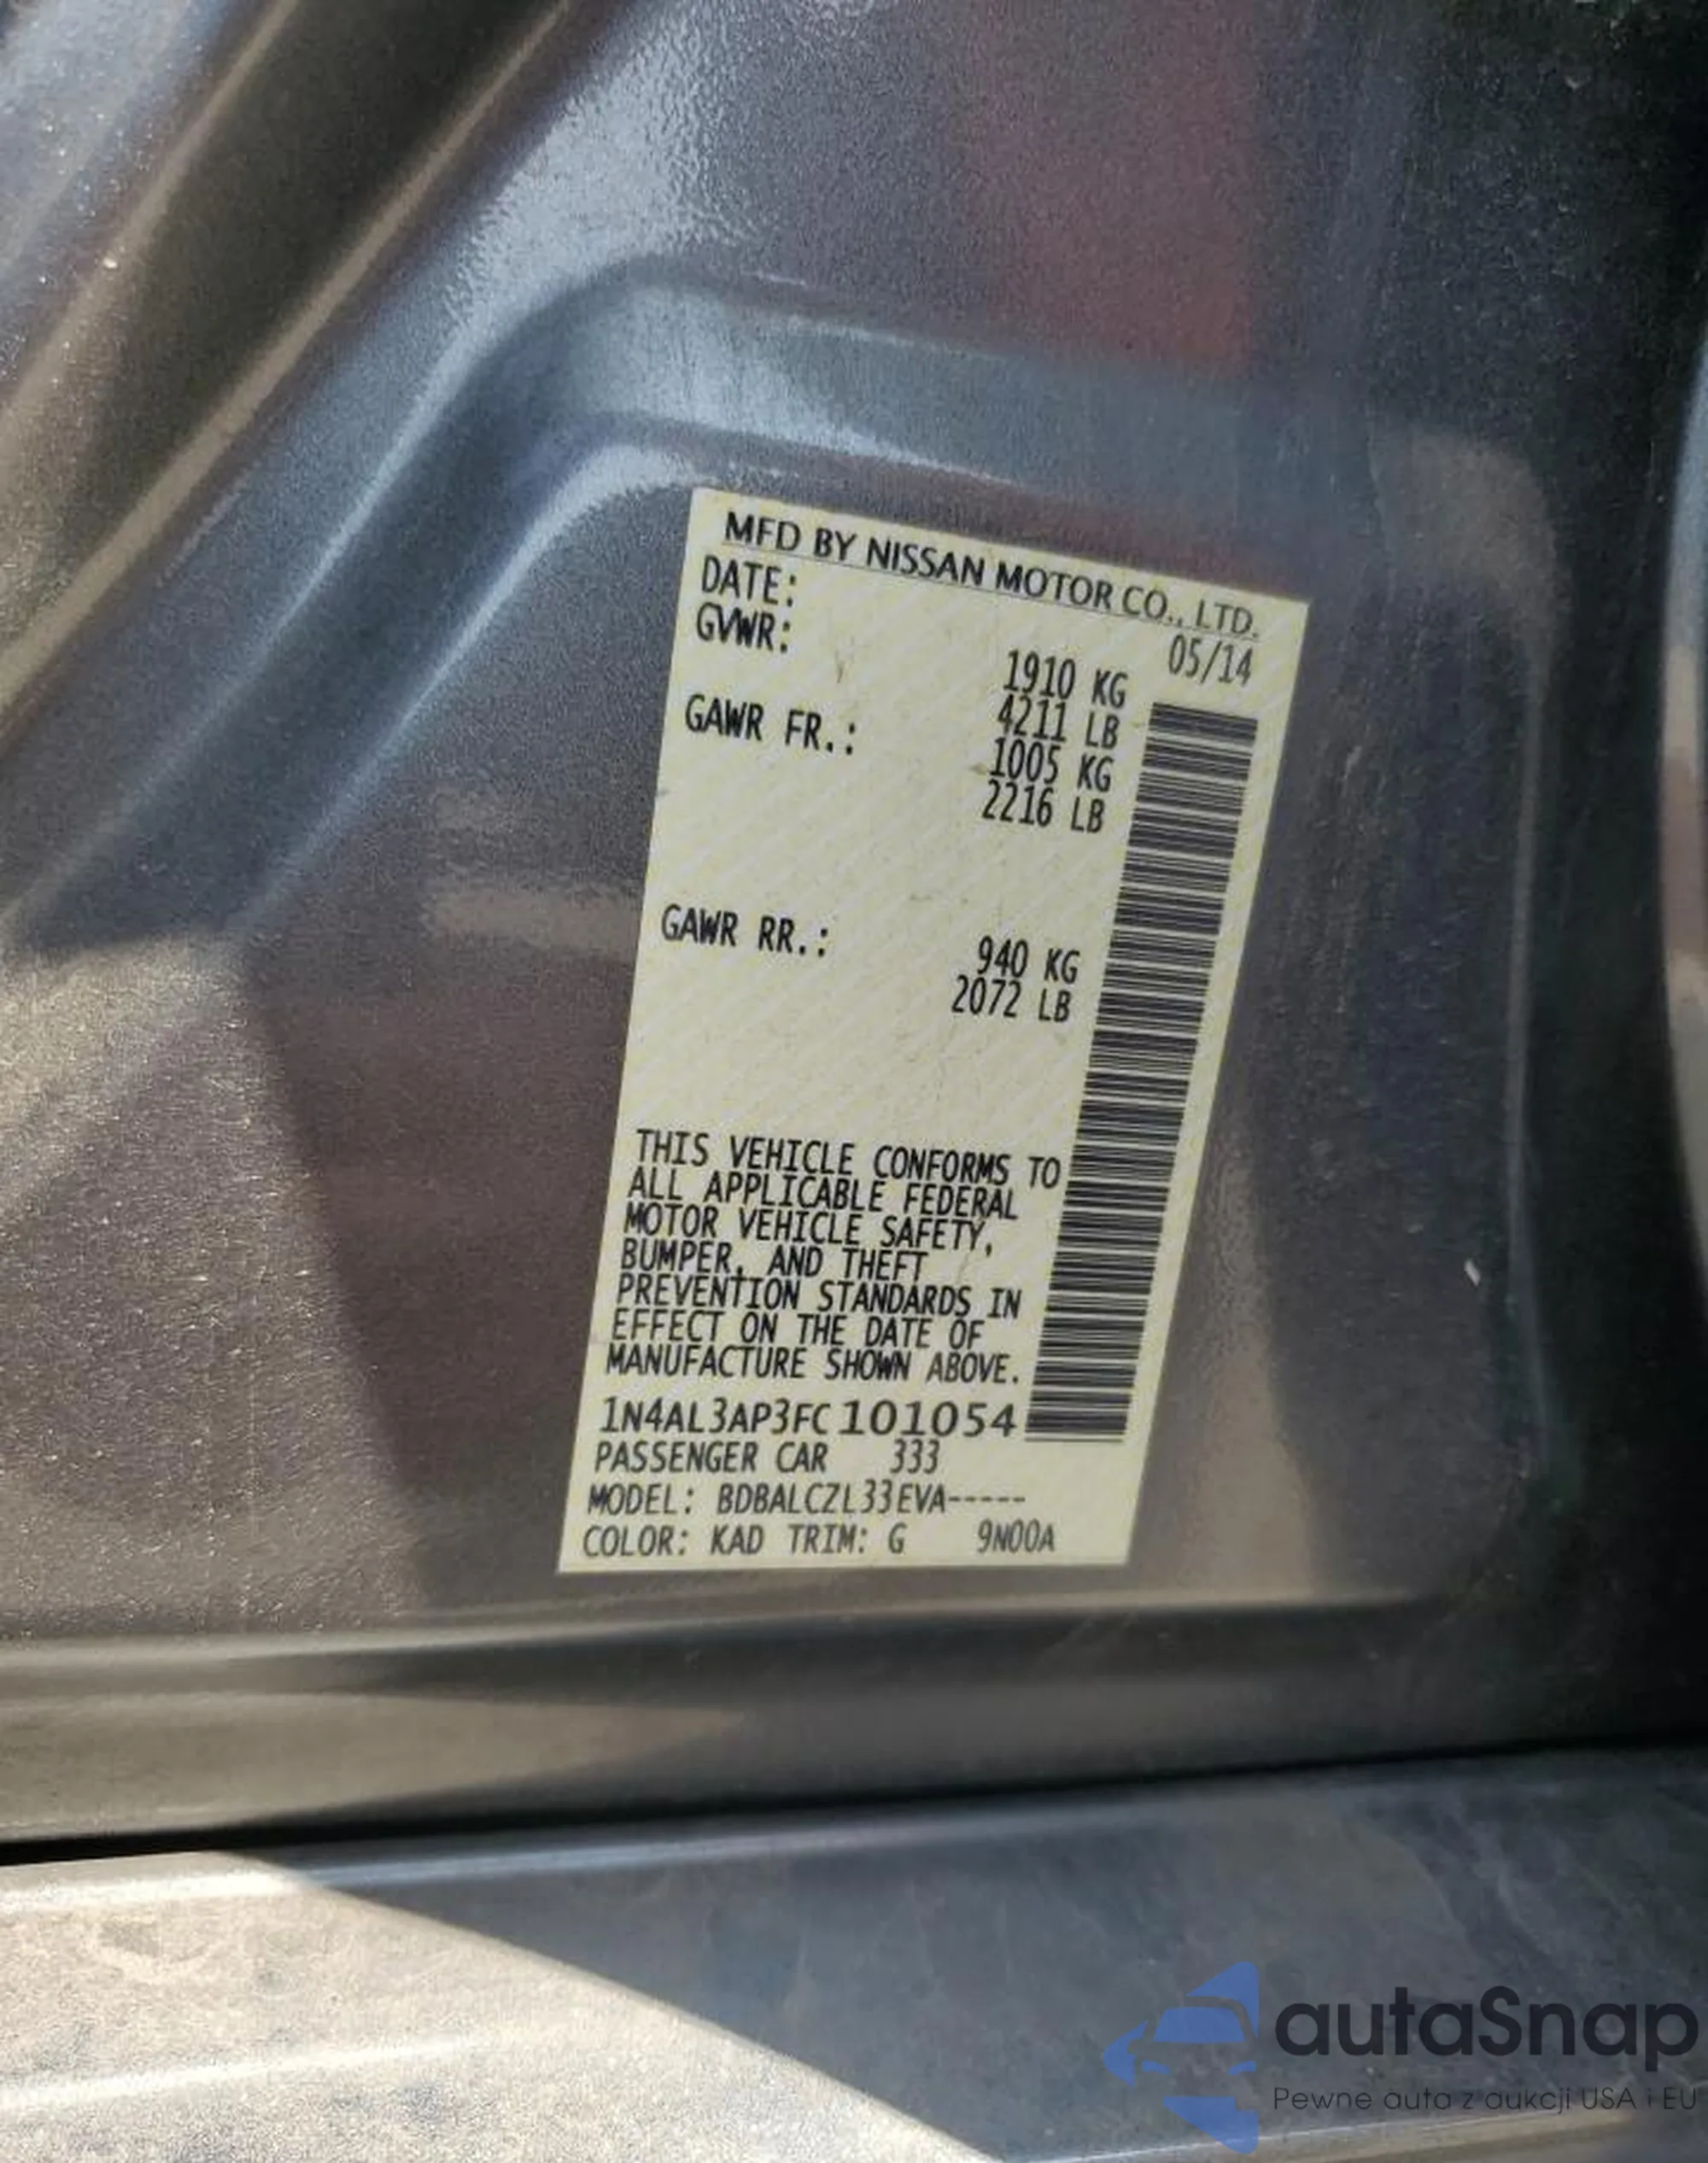 MFD BY NISSAN MOTOR CO., LTD.
DATE: 05/14
GVWR: 1910 KG
4211 LB
GAWR FR.: 1005 KG
2216 LB
GAWR RR.: 940 KG
2072 LB
THIS VEHICLE CONFORMS TO
ALL APPLICABLE FEDERAL
MOTOR VEHICLE SAFETY,
BUMPER, AND THEFT
PREVENTION STANDARDS IN
EFFECT ON THE DATE OF
MANUFACTURE SHOWN ABOVE.
1N4AL3AP3FC101054
PASSENGER CAR 333
MODEL: BDBALCZL33EVA-----
COLOR: KAD TRIM: G 9N00A
autaSnap
Pewne auta z aukcji USA i EU